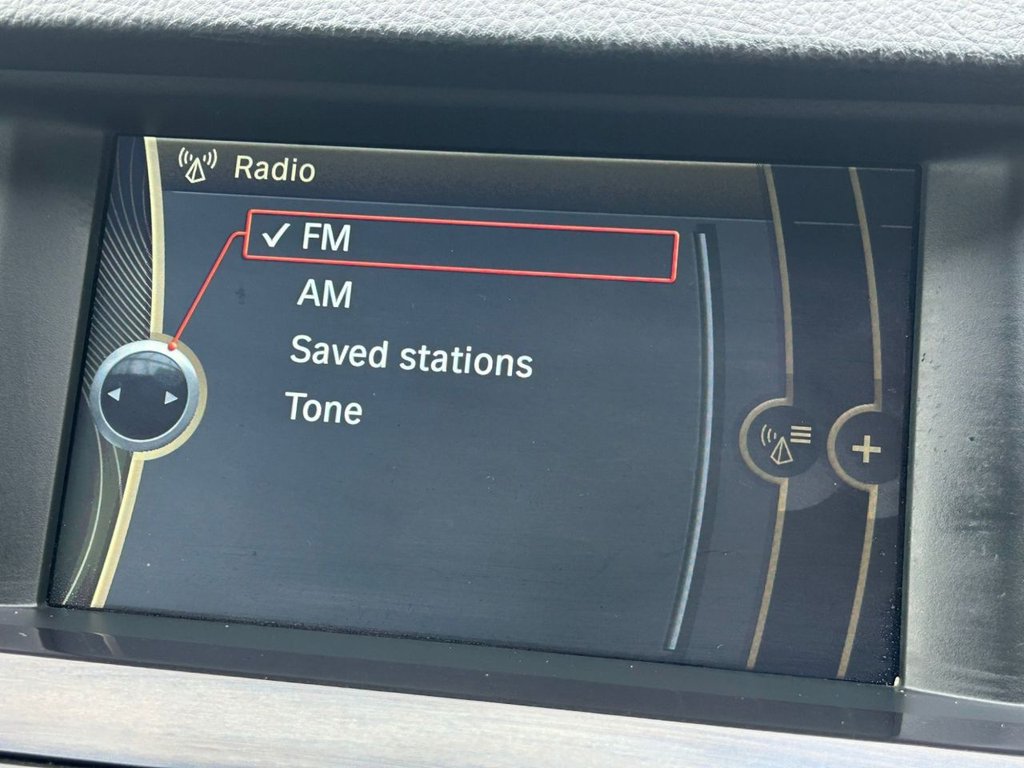 Radio
✓ FM
AM
Saved stations
Tone